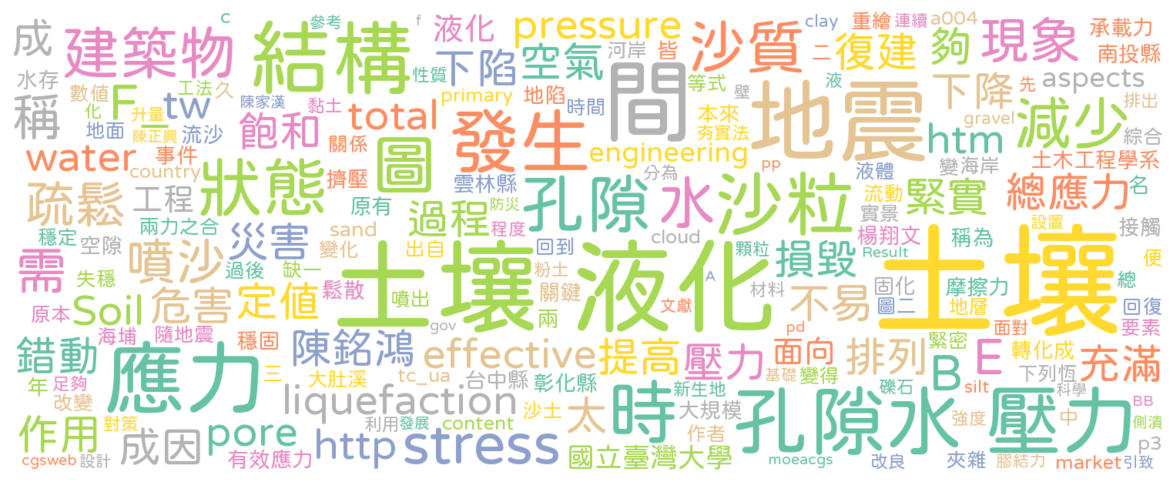 成 建築物 結構 液化 pressure 沙質 clay 重繪 連續 a004 承載力
參考 c f 河岸 皆 二 復建 夠 現象 南投縣
水存 工法 久 性質 下陷 空氣 間 等式 壁 液 下降 aspects 先 排出
數值 F_ tw 陳家漢 黏土 primary 地陷 時間 本來 夯實法 地震 gravel 減少 綜合
稱 化 升量 陳正興 地面 流沙 飽和 total 發生 engineering htm 變海岸 土木工程學系
water 事件 country 關係 圖 分為 pp 液體
疏鬆 工程 狀態 擠壓 雲林縣 孔隙 水 沙粒 流動 緊實 總應力 名
兩力之合 原有 過程 防災 程度 實景 設置 接觸
穩定 空隙 災害 sand 變化 出自 回到 cloud 顆粒 損毀 楊翔文 稱為 Result 便
需 噴沙 過後 缺一 土壤液化 粉土 A 材料 固化 摩擦力 土壤 總
失穩 鬆散 噴出 關鍵 文獻 圖二 地層
原本 Soil 危害 定值 兩 不易 回復
海埔 隨地震 穩固 gov pd 緊密 面對 要素
錯動 應力 陳銘鴻 effective 提高 壓力 面向 排列 E 轉化成 充滿
年 足夠 三 大肚溪 tc_ua 台中縣 彰化縣 新生地 基礎 變得 礫石 B silt 下列恆 科學
改變 liquefaction 太 時 大規模 孔隙水 壓力 BB
作用 對策 利用 發展 content 沙土 作者 強度 中 側潰
成因 pore http stress 國立臺灣大學 p3
cgsweb 設計 有效應力 moeacgs 改良 夾雜 膠結力 market 引致